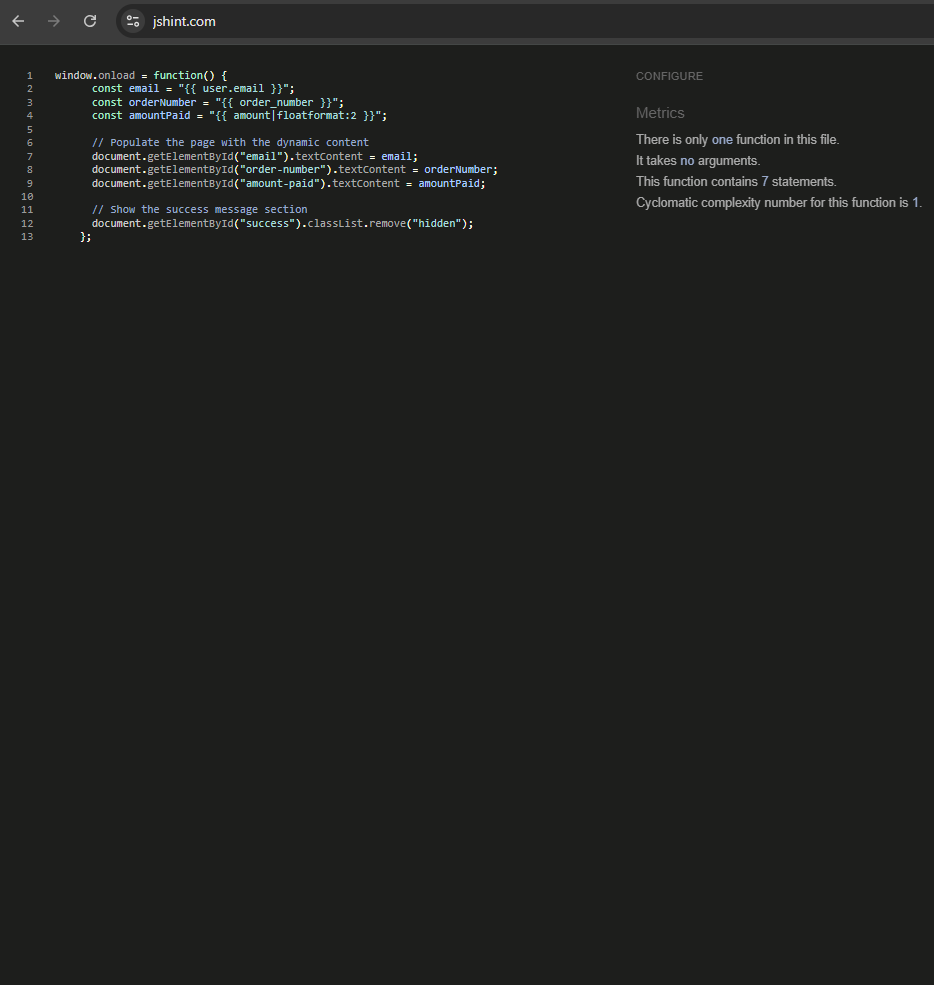 jshint.com
1 window.onload = function() {
2 const email = "{{ user.email }}";
3 const orderNumber = "{{ order_number }}";
4 const amountPaid = "{{ amount|floatformat:2 }}";
5
6 // Populate the page with the dynamic content
7 document.getElementById("email").textContent = email;
8 document.getElementById("order-number").textContent = orderNumber;
9 document.getElementById("amount-paid").textContent = amountPaid;
10
11 // Show the success message section
12 document.getElementById("success").classList.remove("hidden");
13 };
CONFIGURE
Metrics
There is only one function in this file.
It takes no arguments.
This function contains 7 statements.
Cyclomatic complexity number for this function is 1.